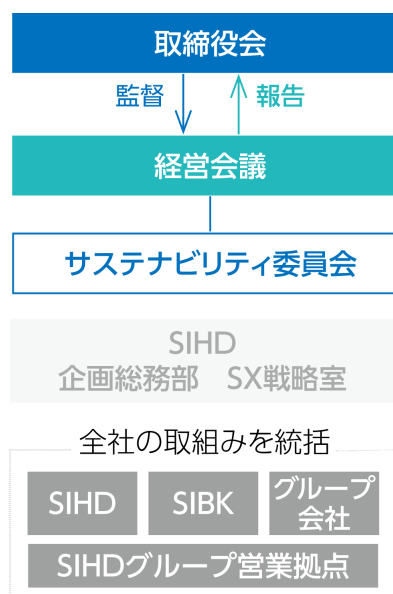 取締役会
監督 報告
経営会議
サステナビリティ委員会
SIHD
企画総務部　SX戦略室
全社の取組みを統括
SIHD SIBK グループ
会社
SIHDグループ営業拠点